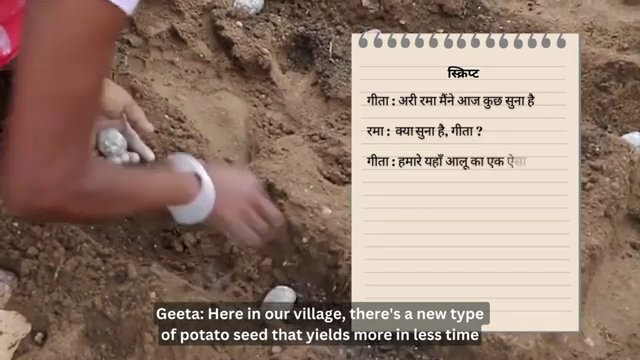 स्क्रिप्ट
गीता : अरी रमा मैंने आज कुछ सुना है
रमा : क्या सुना है, गीता ?
गीता : हमारे यहाँ आलू का एक ऐसा
Geeta: Here in our village, there's a new type
of potato seed that yields more in less time